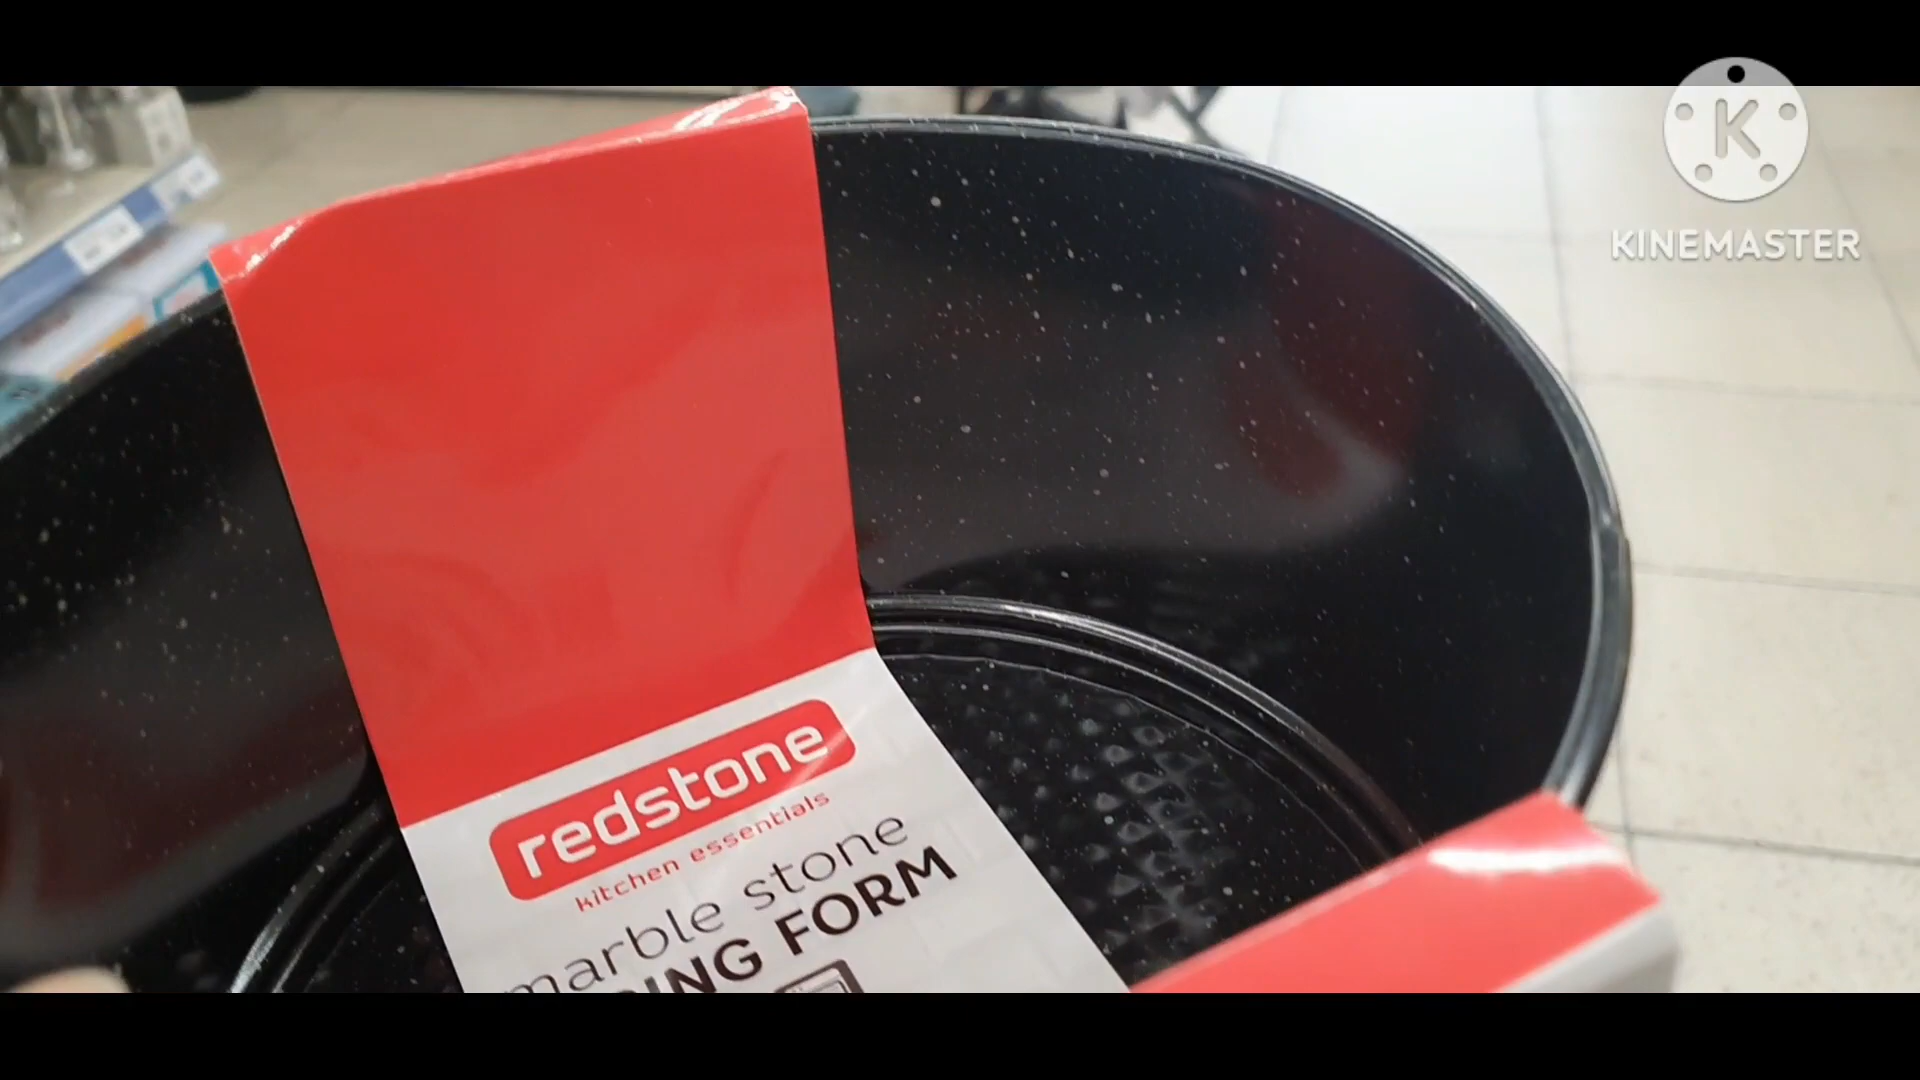 K
KINEMASTER
redstone
kitchen essentials
marble stone
FORM